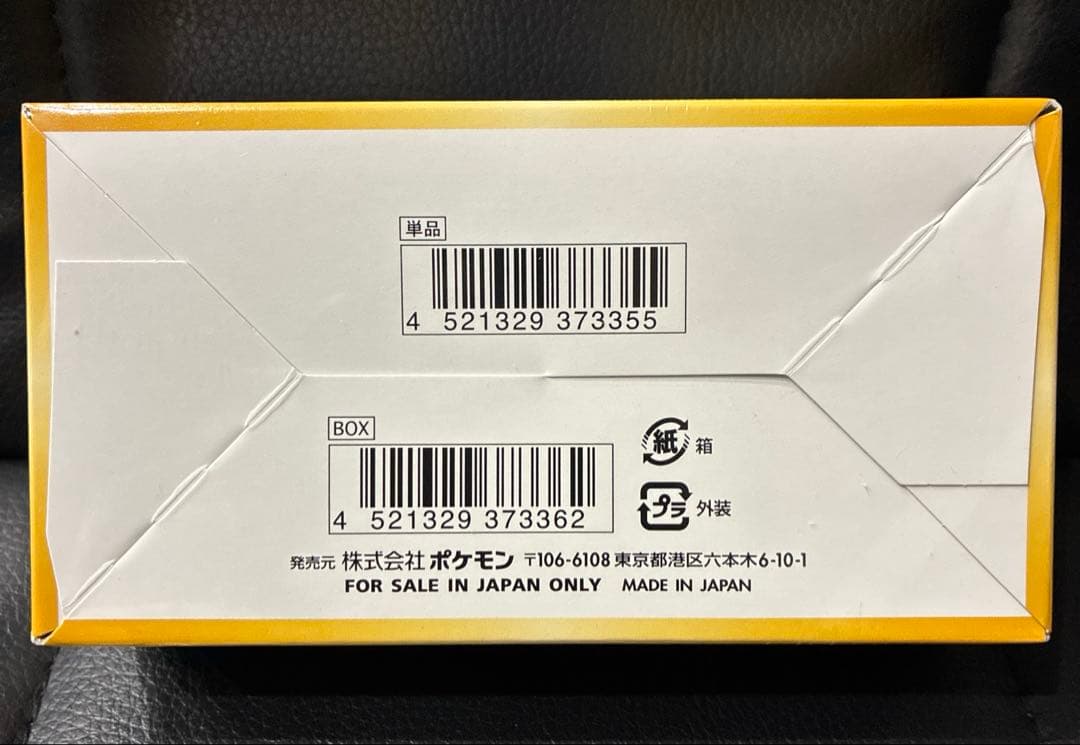 単品
4 521329 373355
BOX
4 521329 373362
紙 箱
プラ 外装
発売元 株式会社 ポケモン 〒106-6108 東京都港区六本木6-10-1
FOR SALE IN JAPAN ONLY MADE IN JAPAN